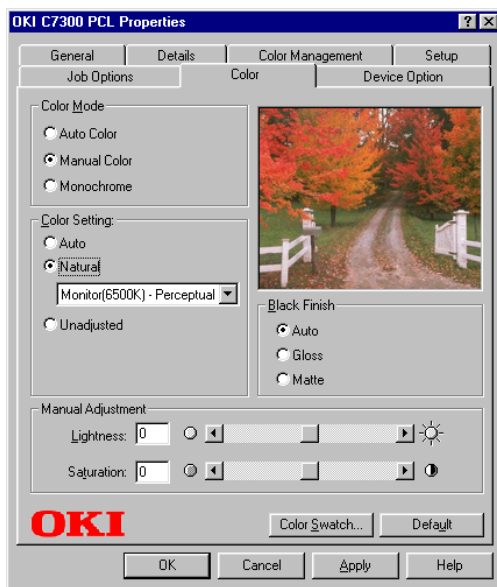 OKI C7300 PCL Properties
General Details Color Management Setup
Job Options Color Device Option
Color Mode
Auto Color
Manual Color
Monochrome
Color Setting:
Auto
Natural
Monitor(6500K) - Perceptual
Unadjusted
Black Finish
Auto
Gloss
Matte
Manual Adjustment
Lightness: 0
Saturation: 0
OKI
Color Swatch... Default
OK Cancel Apply Help